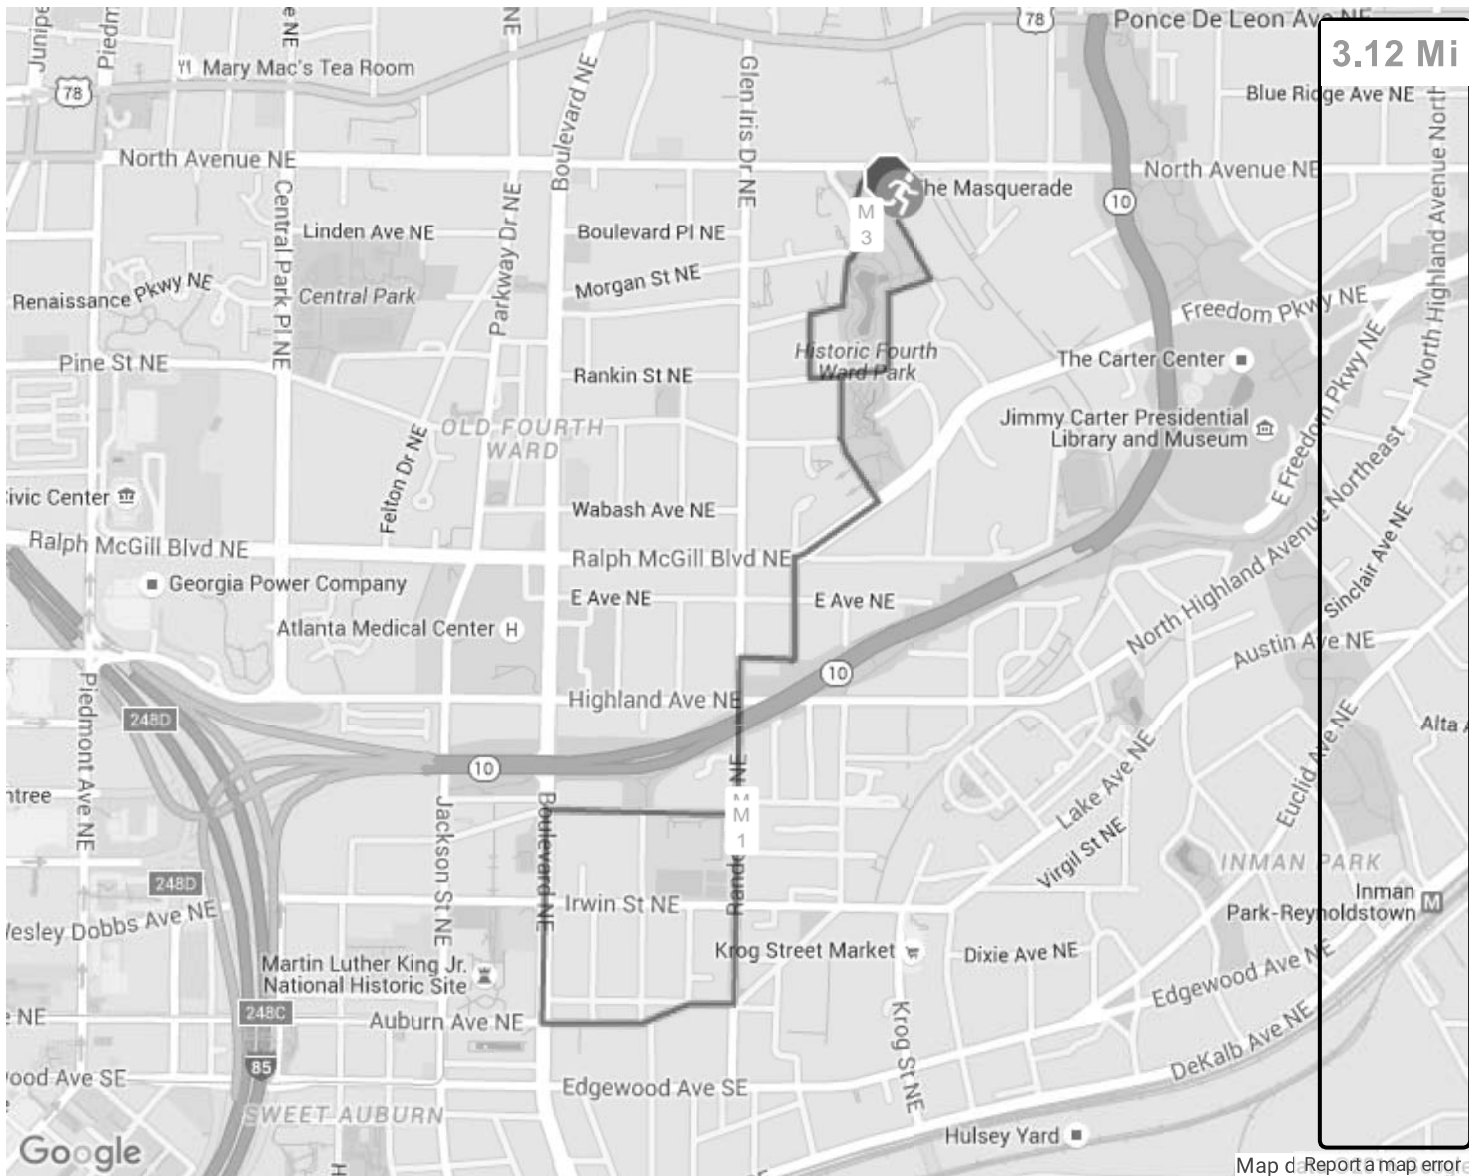 78
Ponce De Leon Ave NE
3.12 Mi
NE
NE
Mary Mac's Tea Room
78
Boulevard NE
Glen Iris Dr NE
Blue Ridge Ave NE
North Avenue NE
North Avenue NE
The Masquerade
10
M
3
Central Park Pl NE
Linden Ave NE
Parkway Dr NE
Boulevard Pl NE
Morgan St NE
Renaissance Pkwy NE
Central Park
Freedom Pkwy NE
North Highland Avenue North
Pine St NE
Rankin St NE
Historic Fourth
Ward Park
The Carter Center
E Freedom Pkwy NE
OLD FOURTH
WARD
Felton Dr NE
Jimmy Carter Presidential
Library and Museum
Civic Center
Wabash Ave NE
North Highland Avenue Northeast
Sinclair Ave NE
Ralph McGill Blvd NE
Ralph McGill Blvd NE
Georgia Power Company
E Ave NE
E Ave NE
Atlanta Medical Center
H
Austin Ave NE
10
Piedmont Ave NE
Highland Ave NE
248D
10
NE
Alta
Euclid Ave NE
Lake Ave NE
Jackson St NE
Boulevard NE
M
1
Virgil St NE
INMAN PARK
248D
Inman
Park-Reynoldstown
M
Irwin St NE
Wesley Dobbs Ave NE
Krog Street Market
Dixie Ave NE
Martin Luther King Jr.
National Historic Site
Edgewood Ave NE
248C
Auburn Ave NE
NE
Krog St NE
DeKalb Ave NE
85
Edgewood Ave SE
SWEET AUBURN
Hulsey Yard
Google
Report a map error